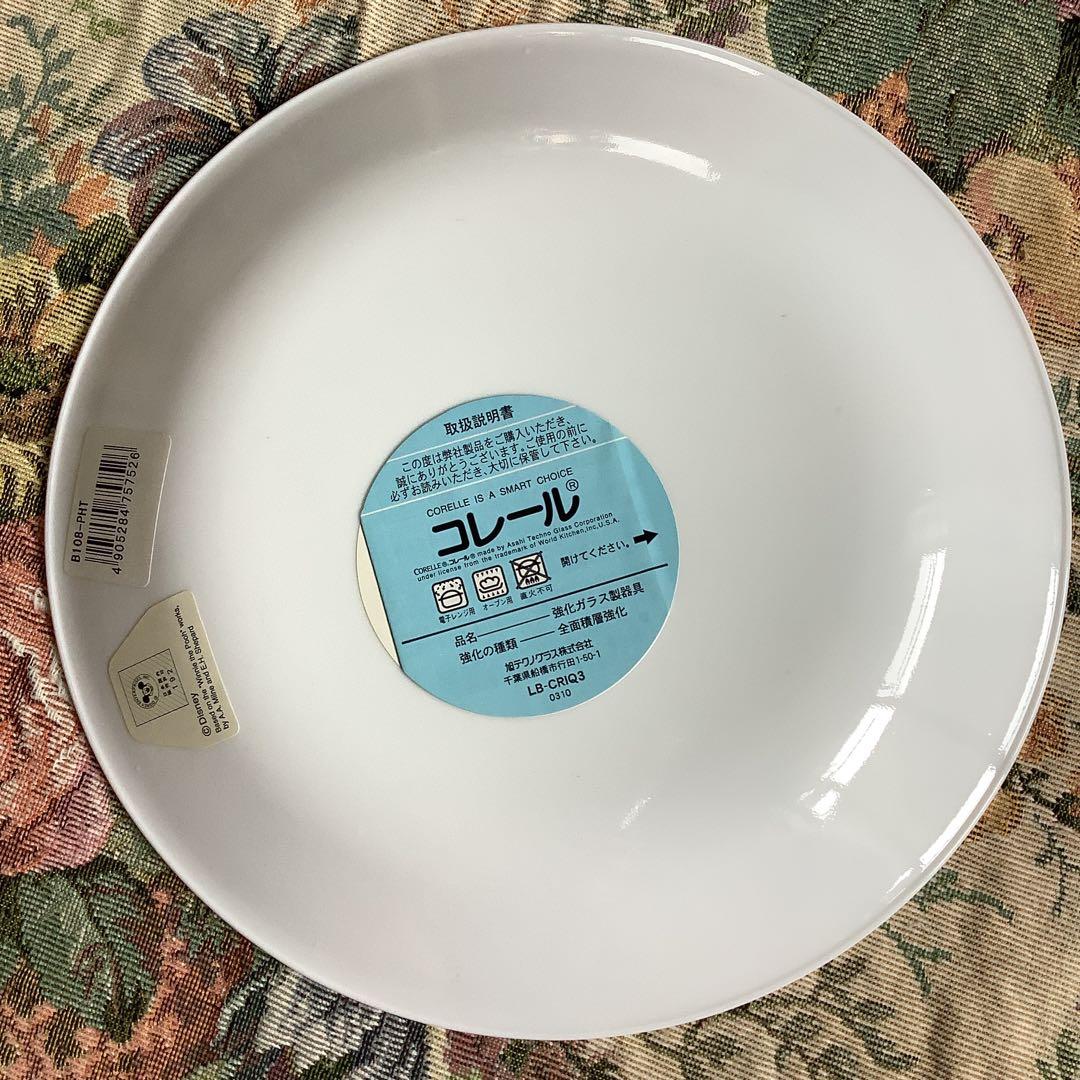 取扱説明書
この度は弊社製品をご購入いただき、
誠にありがとうございます。ご使用の前に
必ずお読みいただき、大切に保管して下さい。
CORELLE IS A SMART CHOICE
コレール®
CORELLE®, コレール® made by Asahi Techno Glass Corporation
under license from the trademark of World Kitchen, Inc, U.S.A.
開けてください。
電子レンジ用 オーブン用 直火不可
品名 強化ガラス製器具
強化の種類 全面積層強化
旭テクノグラス株式会社
千葉県船橋市行田1-50-1
LB-CRIQ3
0310
B108-PHT
4 905284 757526
© Disney
Based on the "Winnie the Pooh" works,
by A.A. Milne and E.H. Shepard